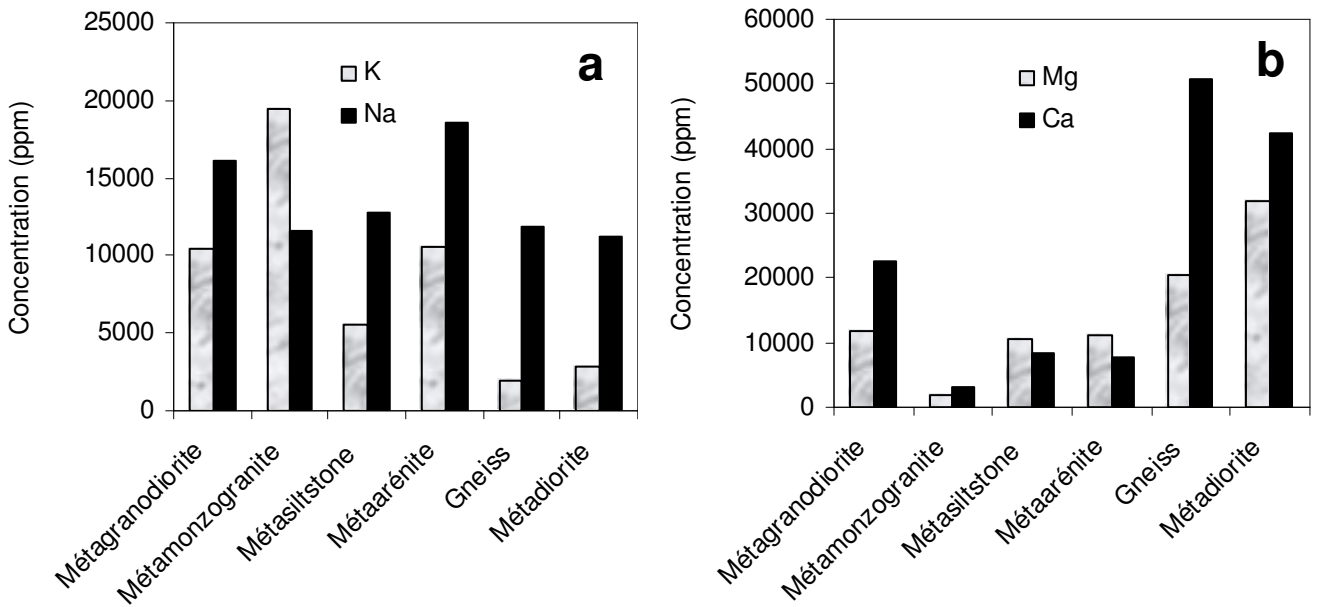 25000
20000
15000
10000
5000
0
Concentration (ppm)
K
Na
a
Métagranodiorite
Métamonzogranite
Métasiltstone
Métaarénite
Gneiss
Métadiorite
60000
50000
40000
30000
20000
10000
0
Concentration (ppm)
Mg
Ca
b
Métagranodiorite
Métamonzogranite
Métasiltstone
Métaarénite
Gneiss
Métadiorite